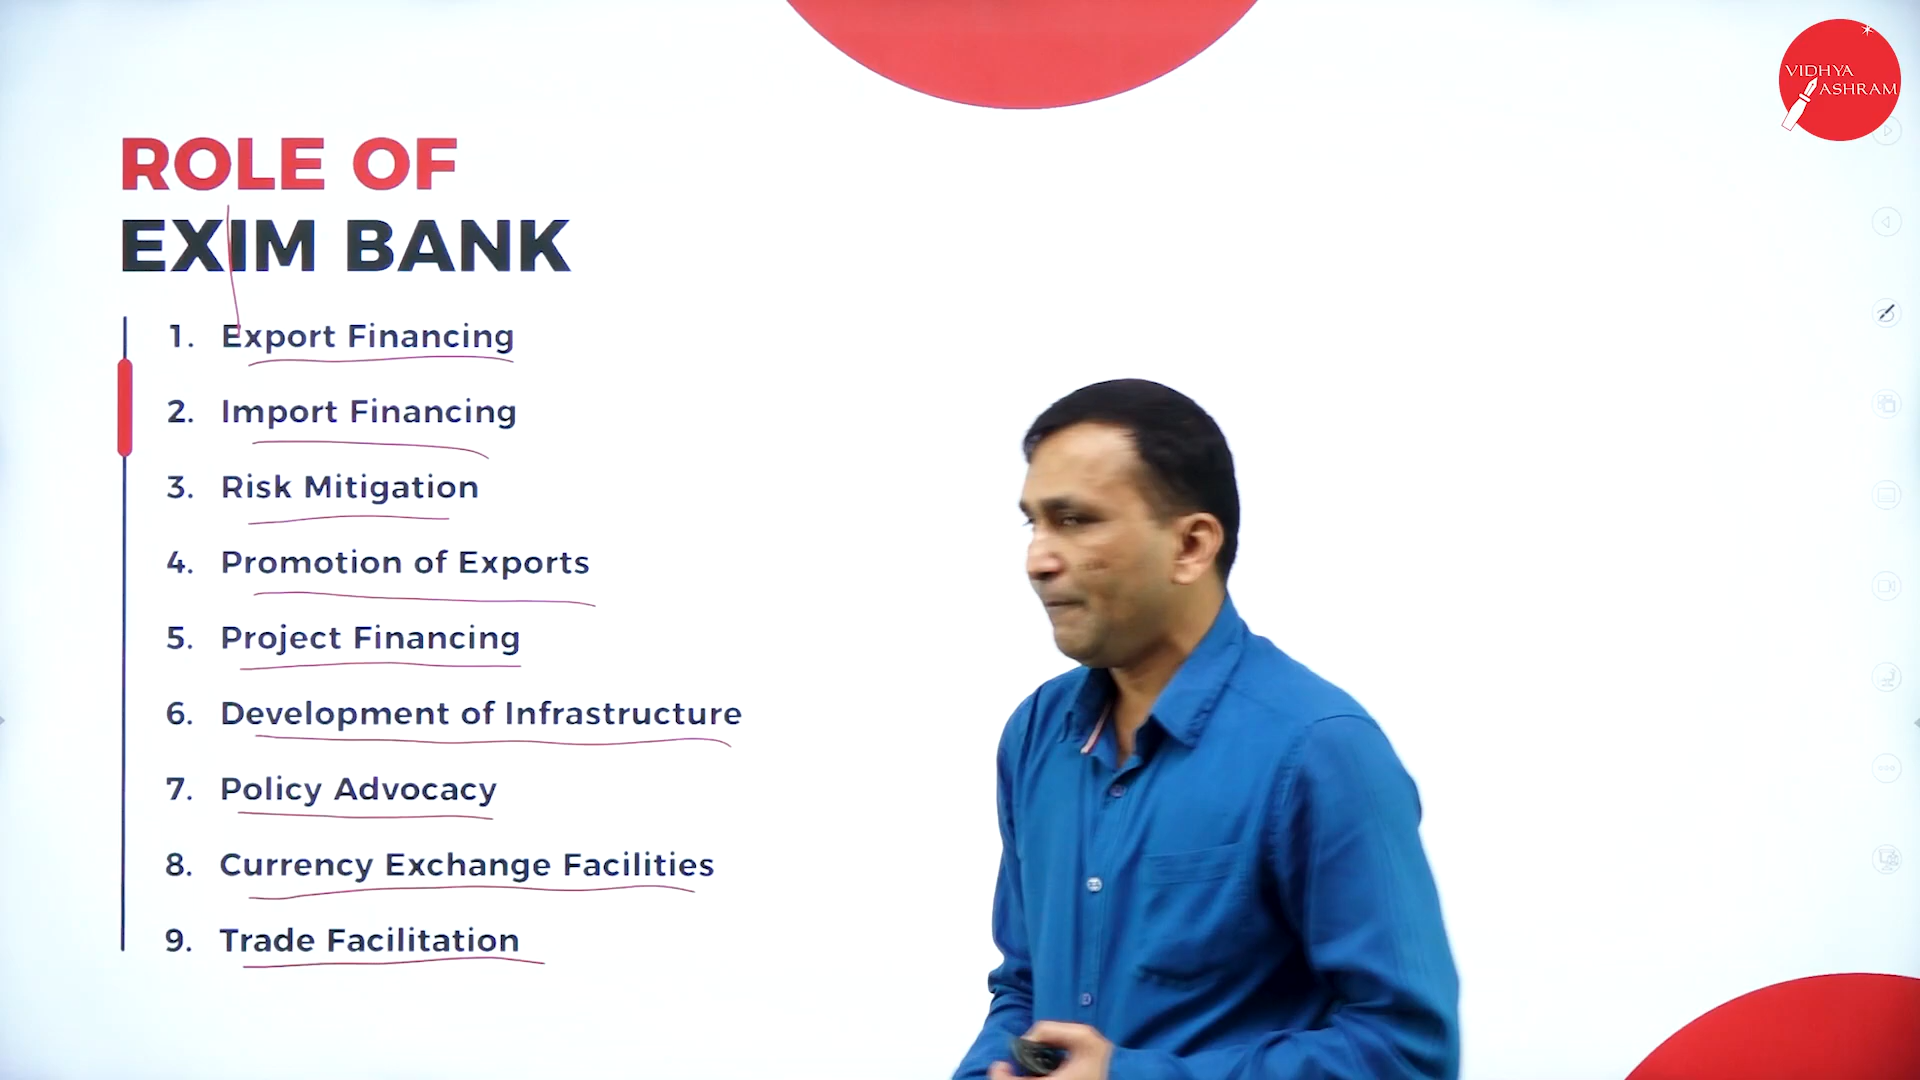 VIDHYA
ASHRAM
ROLE OF
EXIM BANK
1. Export Financing
2. Import Financing
3. Risk Mitigation
4. Promotion of Exports
5. Project Financing
6. Development of Infrastructure
7. Policy Advocacy
8. Currency Exchange Facilities
9. Trade Facilitation